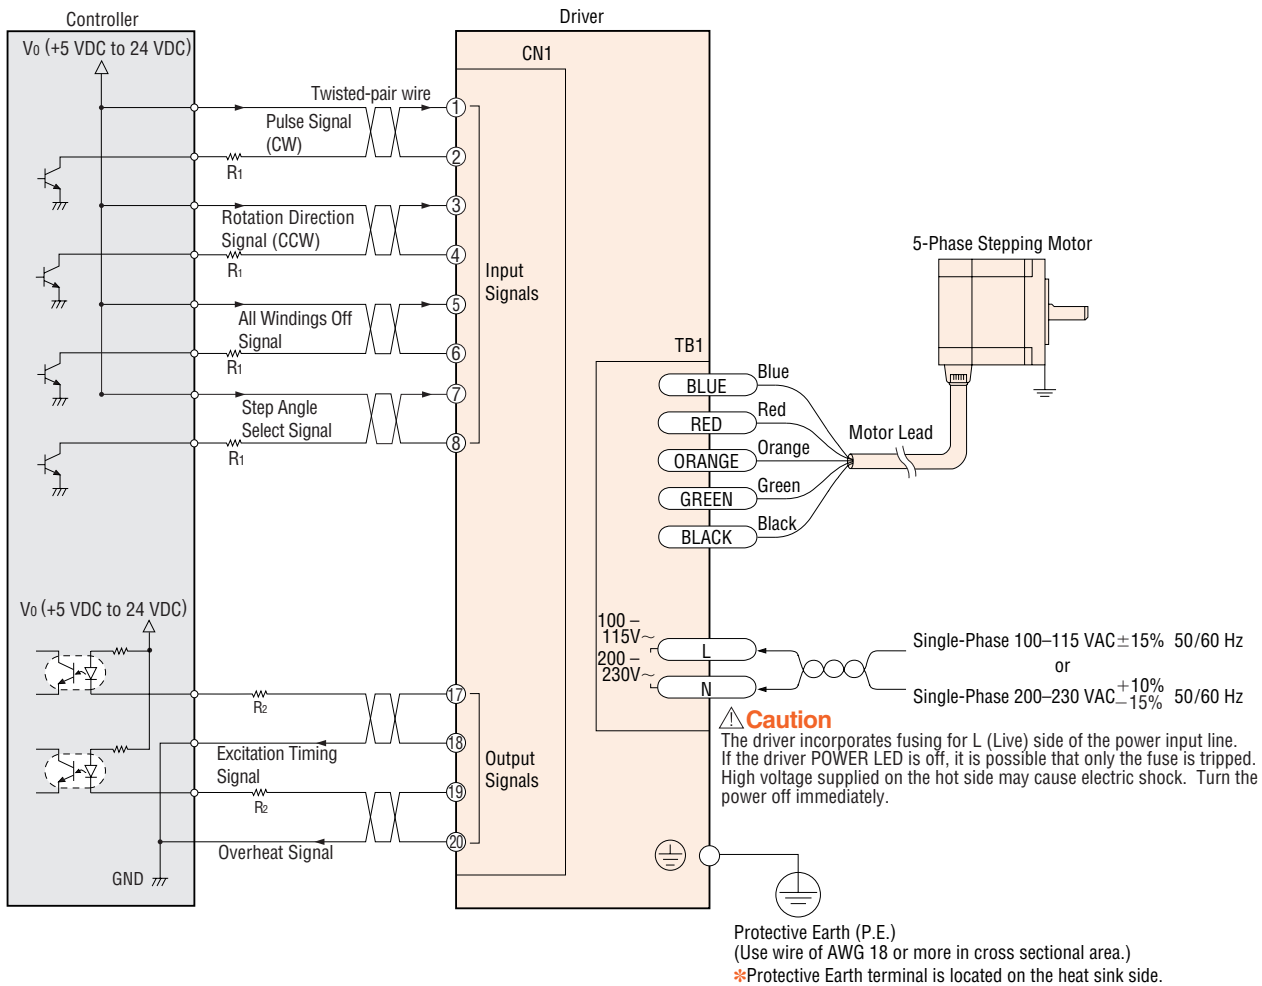 Controller
Driver
V0 (+5 VDC to 24 VDC)
CN1
Twisted-pair wire
1
Pulse Signal
(CW)
2
R1
3
Rotation Direction
Signal (CCW)
4
R1
Input
Signals
5
All Windings Off
Signal
6
R1
7
Step Angle
Select Signal
8
R1
5-Phase Stepping Motor
TB1
BLUE
Blue
RED
Red
Motor Lead
ORANGE
Orange
GREEN
Green
BLACK
Black
V0 (+5 VDC to 24 VDC)
100 –
115V~
L
200 –
230V~
N
Single-Phase 100–115 VAC±15% 50/60 Hz
or
Single-Phase 200–230 VAC +10% −15% 50/60 Hz
17
R2
18
Excitation Timing
Signal
Output
Signals
19
R2
20
Overheat Signal
GND
⚠Caution
The driver incorporates fusing for L (Live) side of the power input line.
If the driver POWER LED is off, it is possible that only the fuse is tripped.
High voltage supplied on the hot side may cause electric shock. Turn the
power off immediately.
Protective Earth (P.E.)
(Use wire of AWG 18 or more in cross sectional area.)
✽Protective Earth terminal is located on the heat sink side.